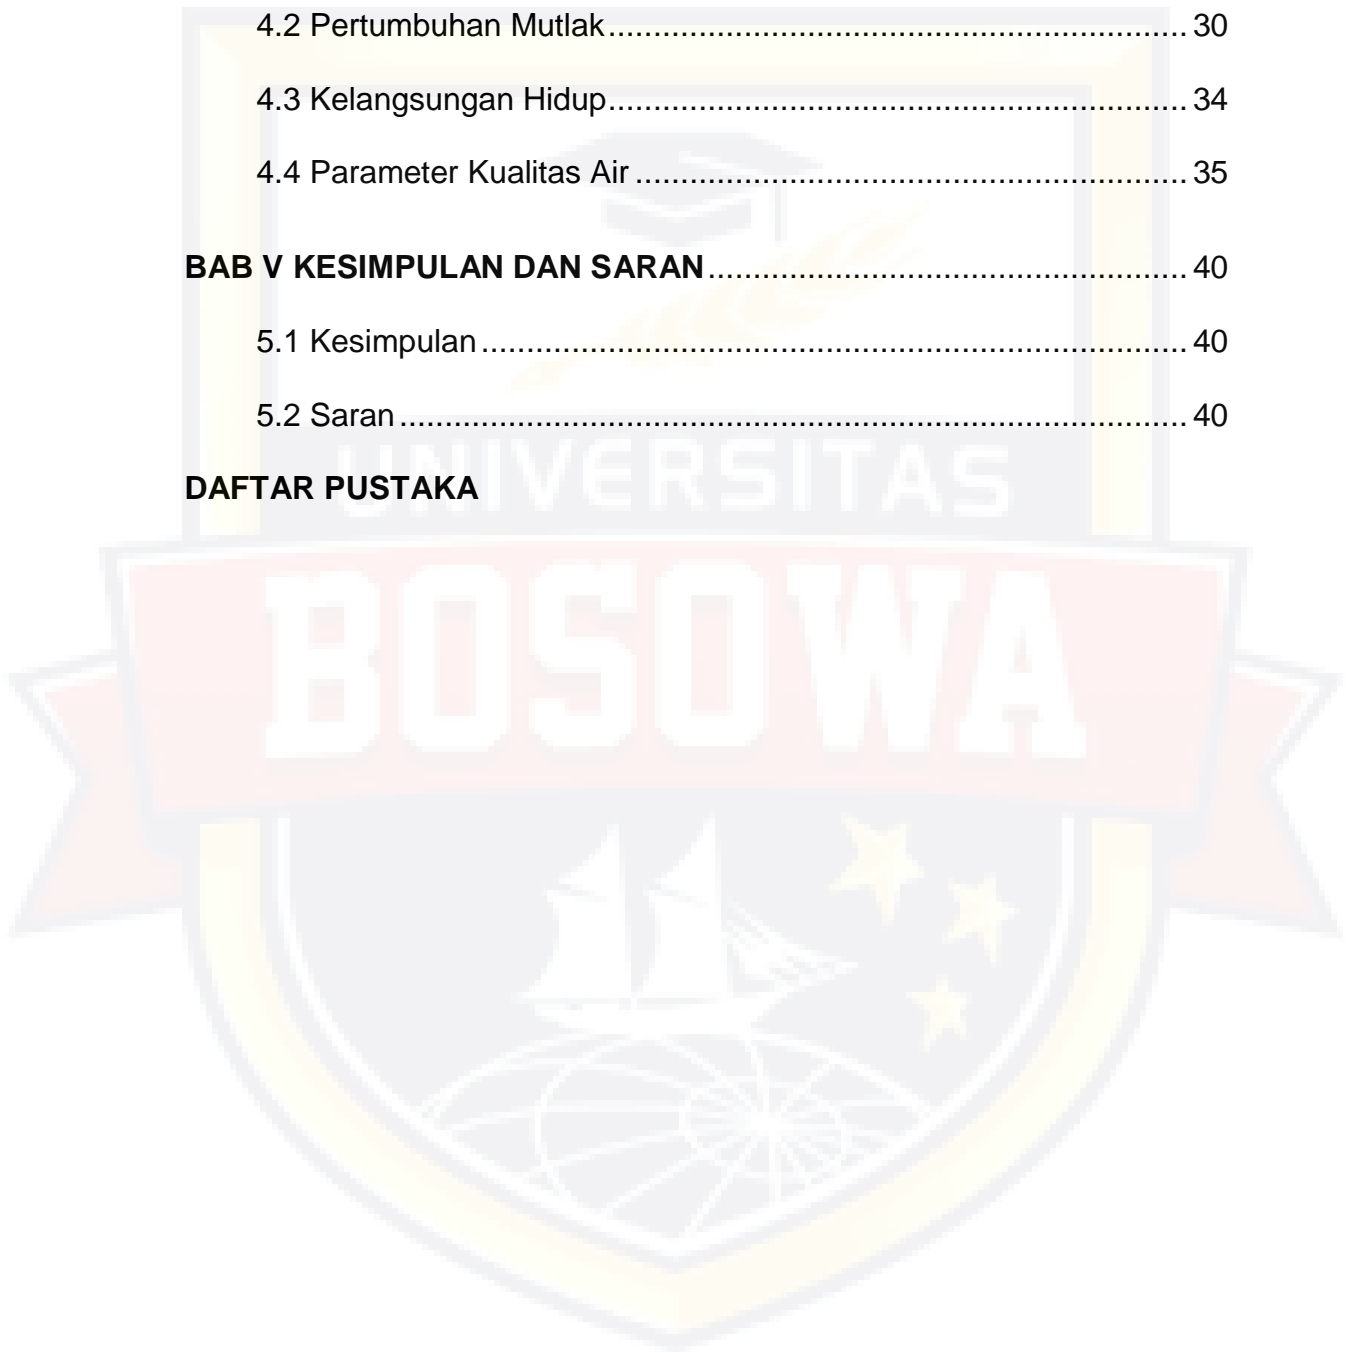 4.2 Pertumbuhan Mutlak................................................................ 30
4.3 Kelangsungan Hidup................................................................ 34
4.4 Parameter Kualitas Air ............................................................. 35
BAB V KESIMPULAN DAN SARAN..................................................... 40
5.1 Kesimpulan .............................................................................. 40
5.2 Saran ....................................................................................... 40
DAFTAR PUSTAKA
UNIVERSITAS
BOSOWA